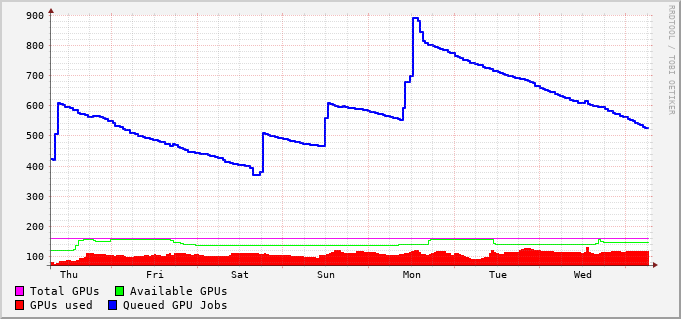 900
800
700
600
500
400
300
200
100
Thu Fri Sat Sun Mon Tue Wed
Total GPUs Available GPUs
GPUs used Queued GPU Jobs
RRDTOOL / TOBI OETIKER